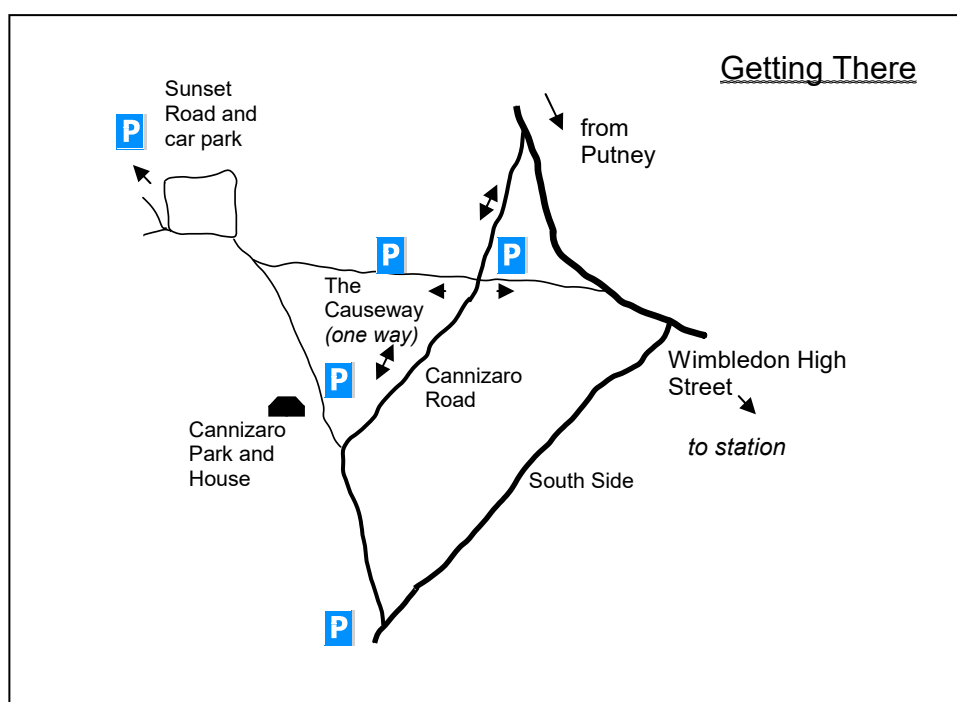 Getting There
Sunset
Road and
car park
P
from
Putney
P
P
The
Causeway
(one way)
P
Cannizaro
Road
Wimbledon High
Street
to station
Cannizaro
Park and
House
South Side
P